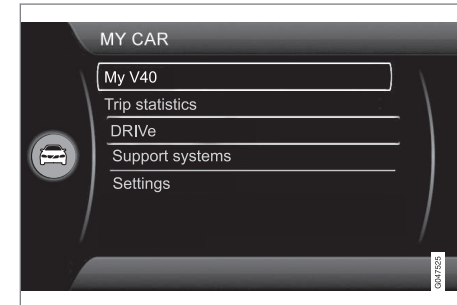 MY CAR
My V40
Trip statistics
DRIVe
Support systems
Settings
G047525